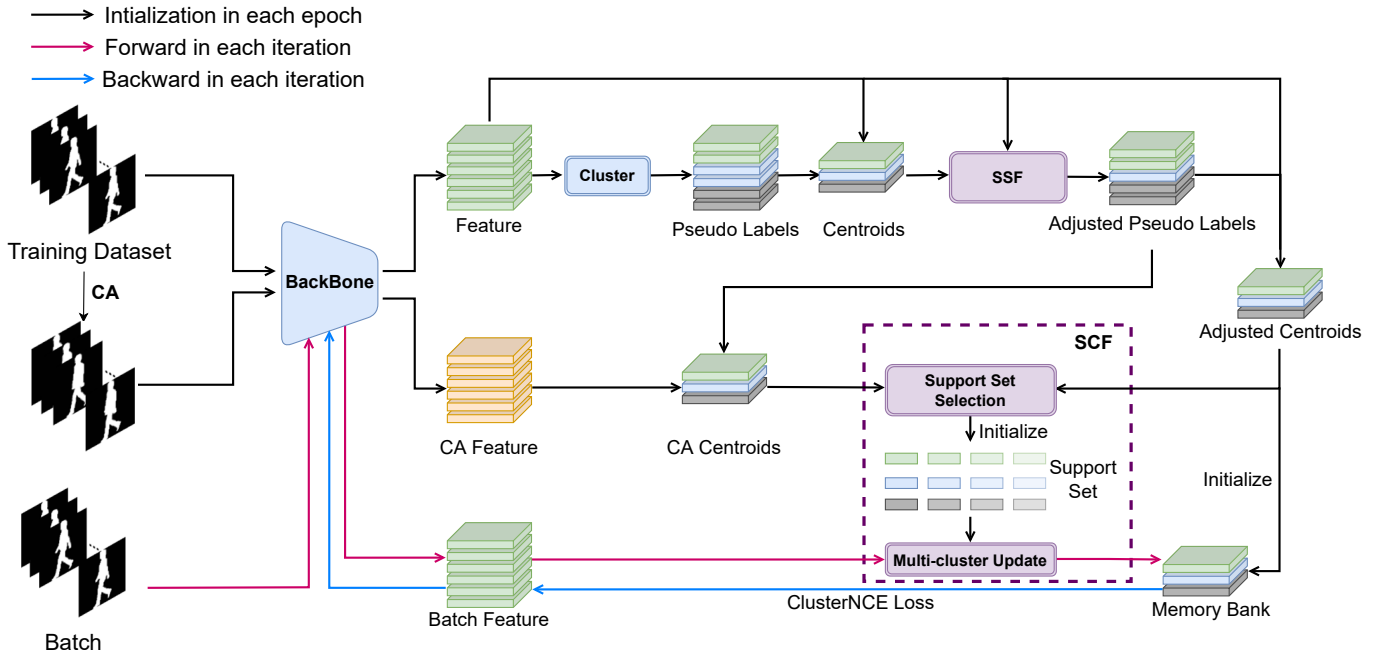 Intialization in each epoch
Forward in each iteration
Backward in each iteration
Training Dataset
CA
BackBone
Feature
Cluster
Pseudo Labels
Centroids
SSF
Adjusted Pseudo Labels
Adjusted Centroids
CA Feature
CA Centroids
SCF
Support Set
Selection
Initialize
Support
Set
Initialize
Multi-cluster Update
Batch
Batch Feature
ClusterNCE Loss
Memory Bank